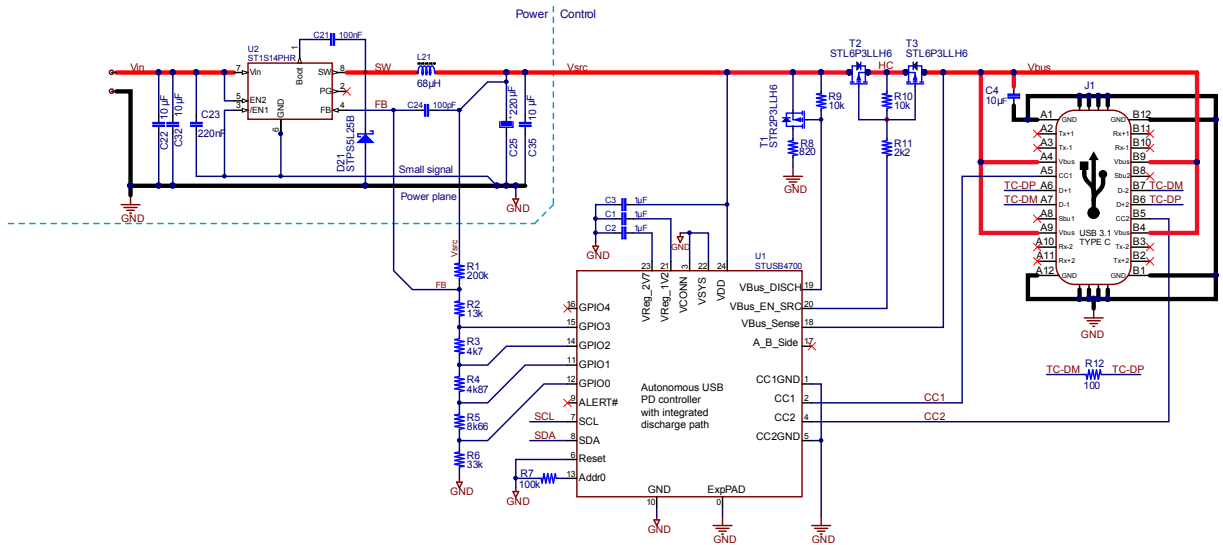 Power Control
C21 100nF
U2
ST1S14PHR
1
Boot
Vin 7 Vin SW 8 SW
L21
68µH
Vsrc
PG 2
5 EN2
3 /EN1
GND
6
FB 4 FB
C24 100pF
C22 10 µF
C32 10 µF
C23
220nF
D21
STPS5L25B
C25 +220 µF
C35 10 µF
Small signal
Power plane
GND
GND
T2
STL6P3LLH6
T3
STL6P3LLH6
HC
Vbus
T1
STR2P3LLH6
R9
10k
R8
820
GND
R10
10k
R11
2k2
C4
10µF
J1
A1 GND GND B12
A2 Tx+1 Rx+1 B11
A3 Tx-1 Rx-1 B10
A4 Vbus Vbus B9
A5 CC1 Sbu2 B8
TC-DP A6 D+1 D-2 B7 TC-DM
TC-DM A7 D-1 D+2 B6 TC-DP
A8 Sbu1 CC2 B5
A9 Vbus Vbus B4
A10 Rx-2 Tx-2 B3
A11 Rx+2 Tx+2 B2
A12 GND GND B1
USB 3.1
TYPE C
GND
C3 1µF
C1 1µF
C2 1µF
GND
GND
U1
STUSB4700
23 21 3 22 24
VReg_2V7
VReg_1V2
VCONN
VSYS
VDD
Vsrc
R1
200k
FB
R2
13k
R3
4k7
R4
4k87
R5
8k66
R6
33k
GND
16 GPIO4
15 GPIO3
14 GPIO2
11 GPIO1
12 GPIO0
9 ALERT#
SCL 7 SCL
SDA 8 SDA
6 Reset
R7
100k
13 Addr0
GND
Autonomous USB
PD controller
with integrated
discharge path
VBus_DISCH 19
VBus_EN_SRC 20
VBus_Sense 18
A_B_Side 17
CC1GND 1
CC1 2 CC1
CC2 4 CC2
CC2GND 5
GND ExpPAD
10 0
GND
GND
GND
TC-DM R12 TC-DP
100